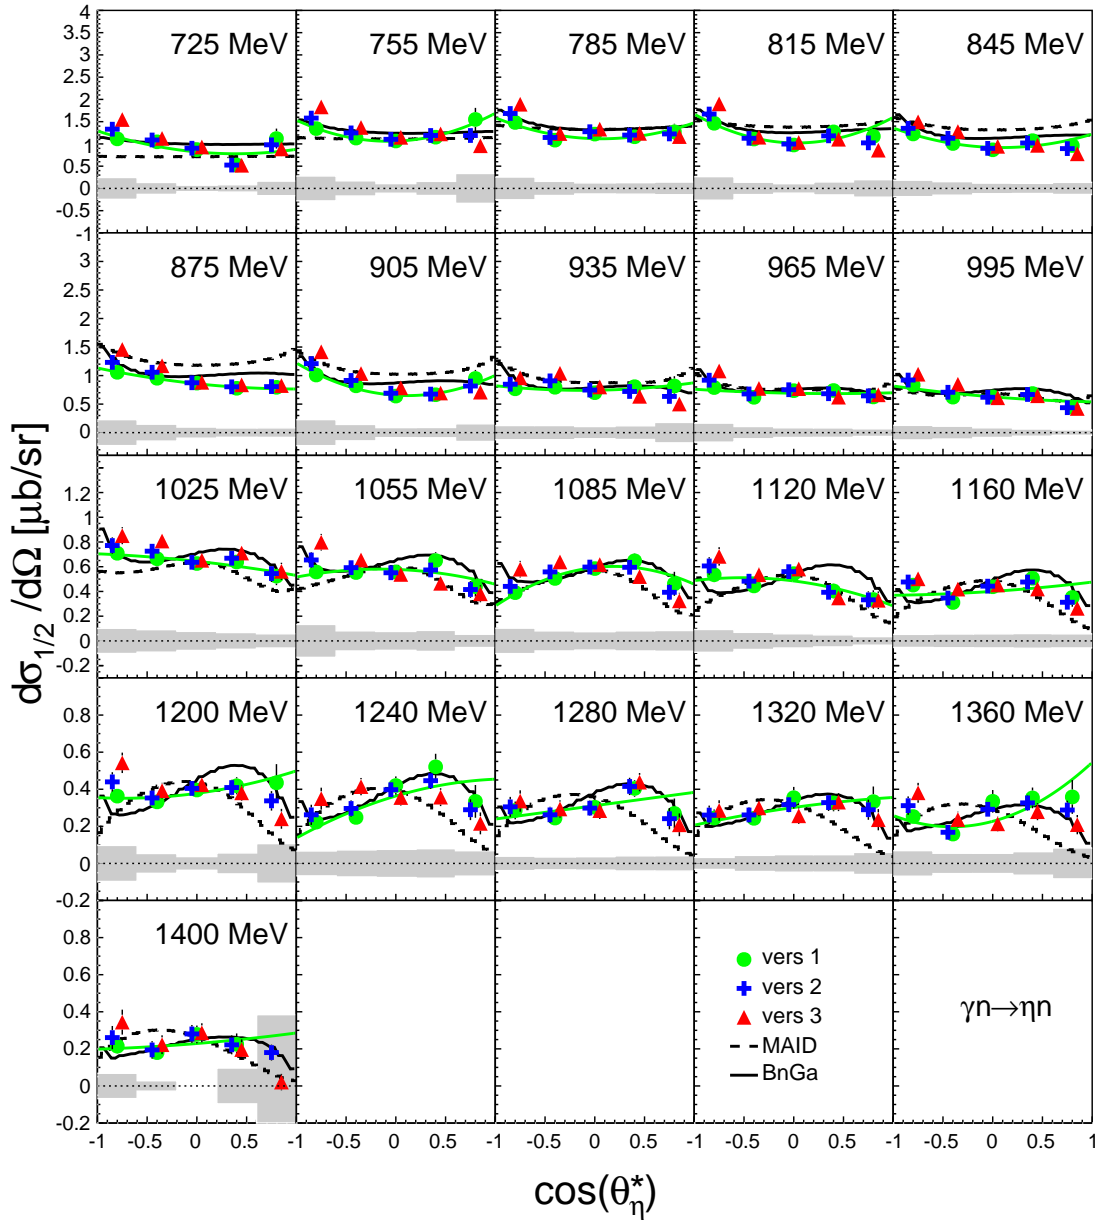 dσ1/2 /dΩ [μb/sr]
4
3.5
3
2.5
2
1.5
1
0.5
0
-0.5
-1
725 MeV
755 MeV
785 MeV
815 MeV
845 MeV
3
2.5
2
1.5
1
0.5
0
875 MeV
905 MeV
935 MeV
965 MeV
995 MeV
1.2
1
0.8
0.6
0.4
0.2
0
-0.2
1025 MeV
1055 MeV
1085 MeV
1120 MeV
1160 MeV
0.8
0.6
0.4
0.2
0
-0.2
1200 MeV
1240 MeV
1280 MeV
1320 MeV
1360 MeV
0.8
0.6
0.4
0.2
0
-0.2
1400 MeV
vers 1
vers 2
vers 3
MAID
BnGa
γn→ηn
-1 -0.5 0 0.5 -1 -0.5 0 0.5 -1 -0.5 0 0.5 -1 -0.5 0 0.5 -1 -0.5 0 0.5 1
cos(θ*η)